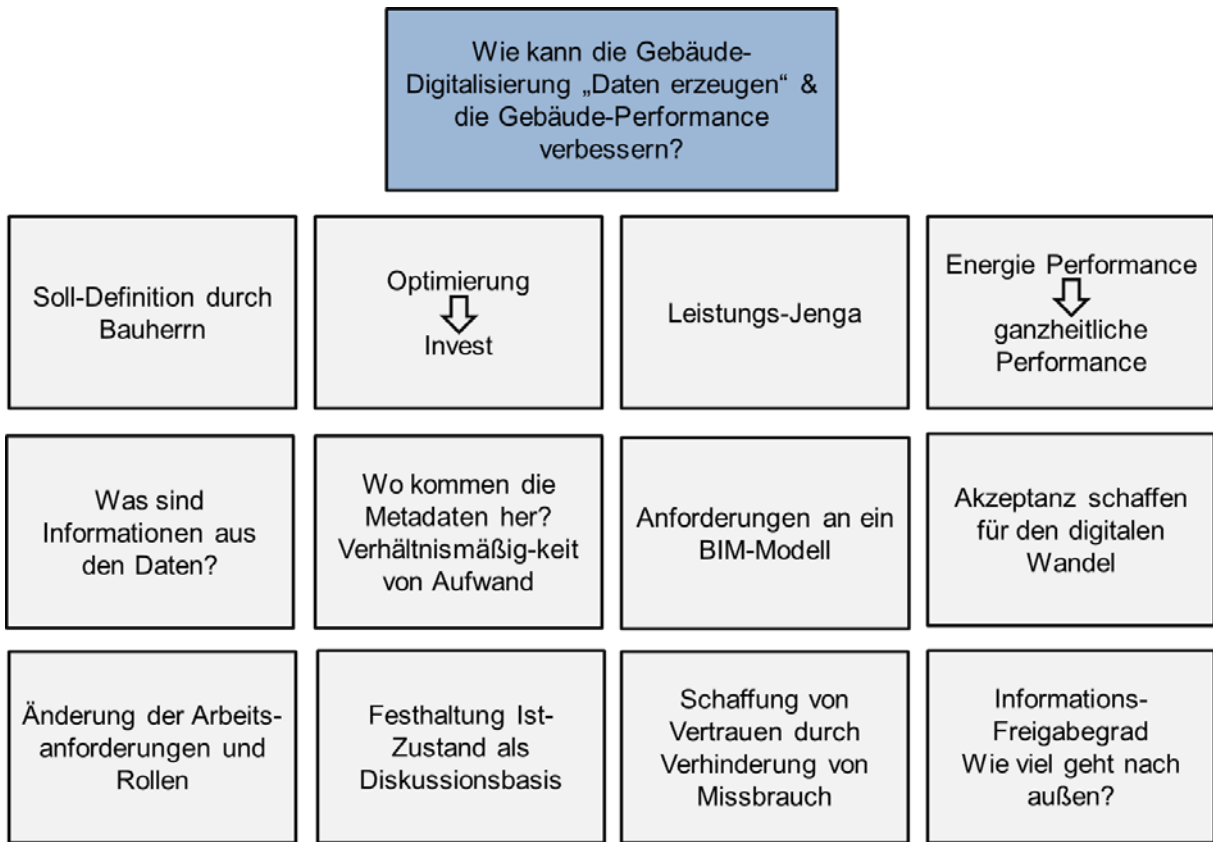 Wie kann die Gebäude-
Digitalisierung „Daten erzeugen“ &
die Gebäude-Performance
verbessern?
Soll-Definition durch
Bauherrn
Optimierung
Invest
Leistungs-Jenga
Energie Performance
ganzheitliche
Performance
Was sind
Informationen aus
den Daten?
Wo kommen die
Metadaten her?
Verhältnismäßig-keit
von Aufwand
Anforderungen an ein
BIM-Modell
Akzeptanz schaffen
für den digitalen
Wandel
Änderung der Arbeits-
anforderungen und
Rollen
Festhaltung Ist-
Zustand als
Diskussionsbasis
Schaffung von
Vertrauen durch
Verhinderung von
Missbrauch
Informations-
Freigabegrad
Wie viel geht nach
außen?